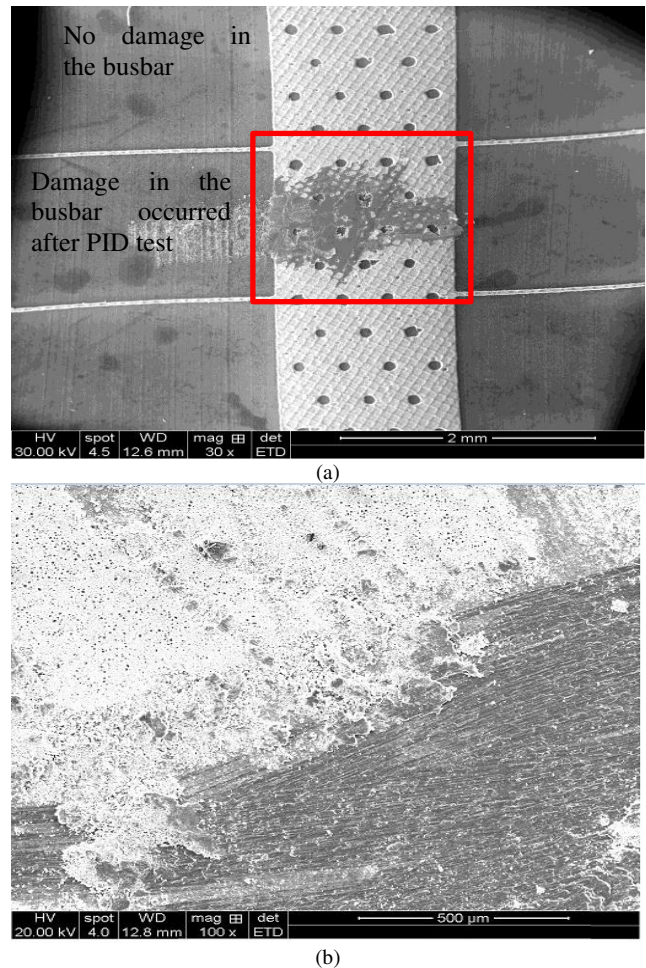 No damage in
the busbar
Damage in the
busbar occurred
after PID test
HV spot WD mag det
30.00 kV 4.5 12.6 mm 30 x ETD 2 mm
(a)
HV spot WD mag det
20.00 kV 4.0 12.8 mm 100 x ETD 500 µm
(b)